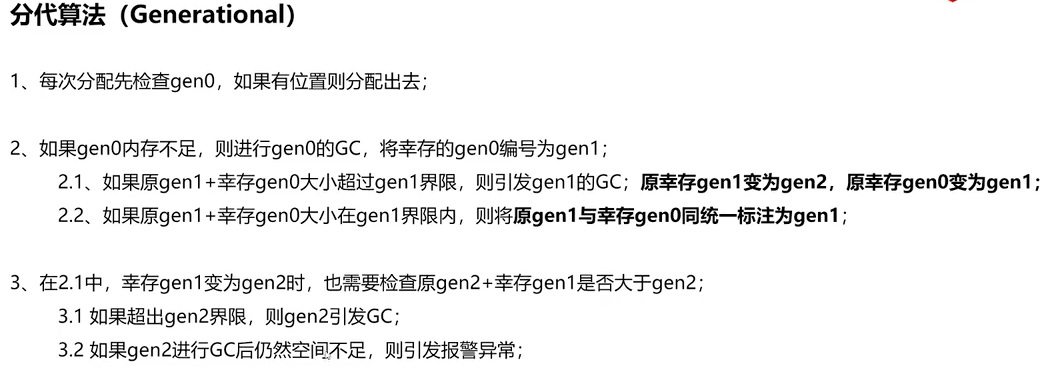 分代算法（Generational）
1、每次分配先检查gen0，如果有位置则分配出去；
2、如果gen0内存不足，则进行gen0的GC，将幸存的gen0编号为gen1；
2.1、如果原gen1+幸存gen0大小超过gen1界限，则引发gen1的GC；原幸存gen1变为gen2，原幸存gen0变为gen1；
2.2、如果原gen1+幸存gen0大小在gen1界限内，则将原gen1与幸存gen0同统一标注为gen1；
3、在2.1中，幸存gen1变为gen2时，也需要检查原gen2+幸存gen1是否大于gen2；
3.1 如果超出gen2界限，则gen2引发GC；
3.2 如果gen2进行GC后仍然空间不足，则引发报警异常；